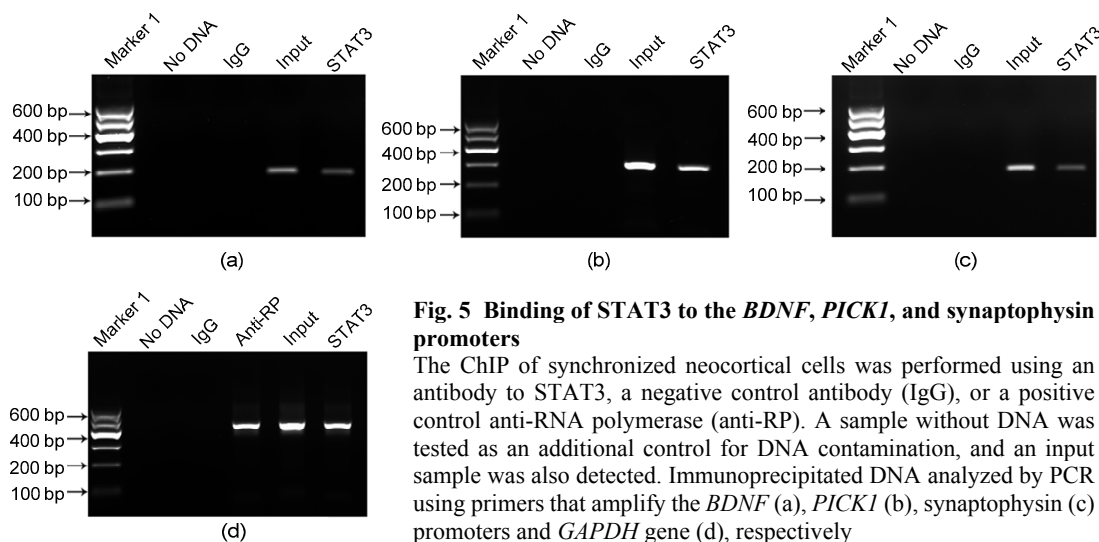 Marker 1 No DNA IgG Input STAT3
600 bp
400 bp
200 bp
100 bp
(a)
Marker 1 No DNA IgG Input STAT3
600 bp
400 bp
200 bp
100 bp
(b)
Marker 1 No DNA IgG Input STAT3
600 bp
400 bp
200 bp
100 bp
(c)
Marker 1 No DNA IgG Anti-RP Input STAT3
600 bp
400 bp
200 bp
100 bp
(d)
Fig. 5 Binding of STAT3 to the BDNF, PICK1, and synaptophysin
promoters
The ChIP of synchronized neocortical cells was performed using an
antibody to STAT3, a negative control antibody (IgG), or a positive
control anti-RNA polymerase (anti-RP). A sample without DNA was
tested as an additional control for DNA contamination, and an input
sample was also detected. Immunoprecipitated DNA analyzed by PCR
using primers that amplify the BDNF (a), PICK1 (b), synaptophysin (c)
promoters and GAPDH gene (d), respectively